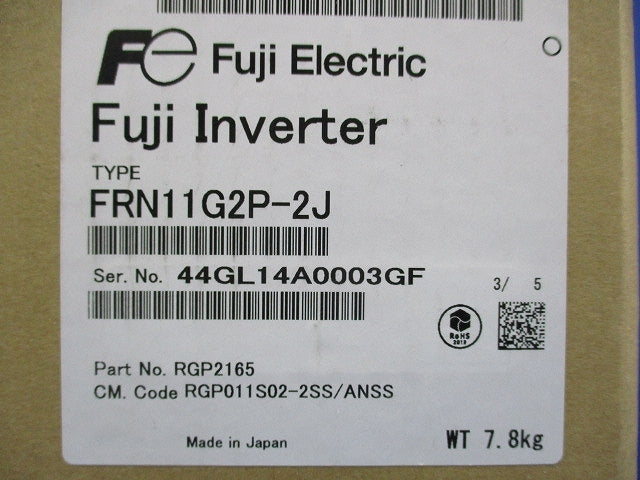 Fe Fuji Electric
Fuji Inverter
TYPE
FRN11G2P-2J
Ser. No. 44GL14A0003GF
3/ 5
RoHS
Part No. RGP2165
CM. Code RGP011S02-2SS/ANSS
Made in Japan WT 7.8kg